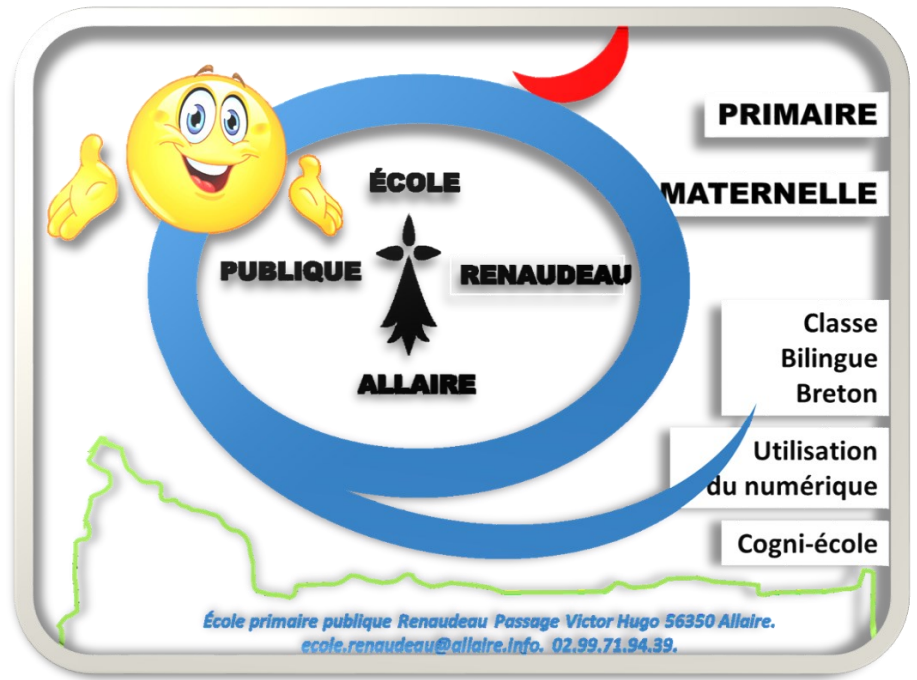 PRIMAIRE
MATERNELLE
ÉCOLE
PUBLIQUE
RENAUDEAU
ALLAIRE
Classe
Bilingue
Breton
Utilisation
du numérique
Cogni-école
École primaire publique Renaudeau Passage Victor Hugo 56350 Allaire.
ecole.renaudeau@allaire.info. 02.99.71.94.39.